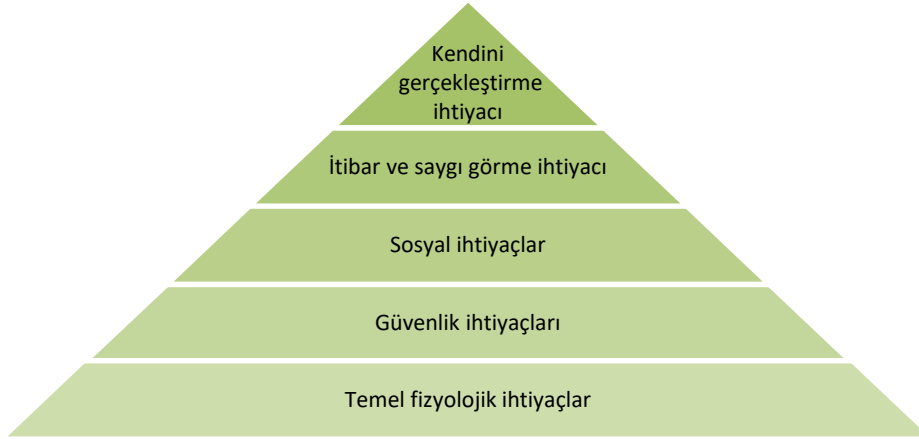 Kendini
gerçekleştirme
ihtiyacı
İtibar ve saygı görme ihtiyacı
Sosyal ihtiyaçlar
Güvenlik ihtiyaçları
Temel fizyolojik ihtiyaçlar